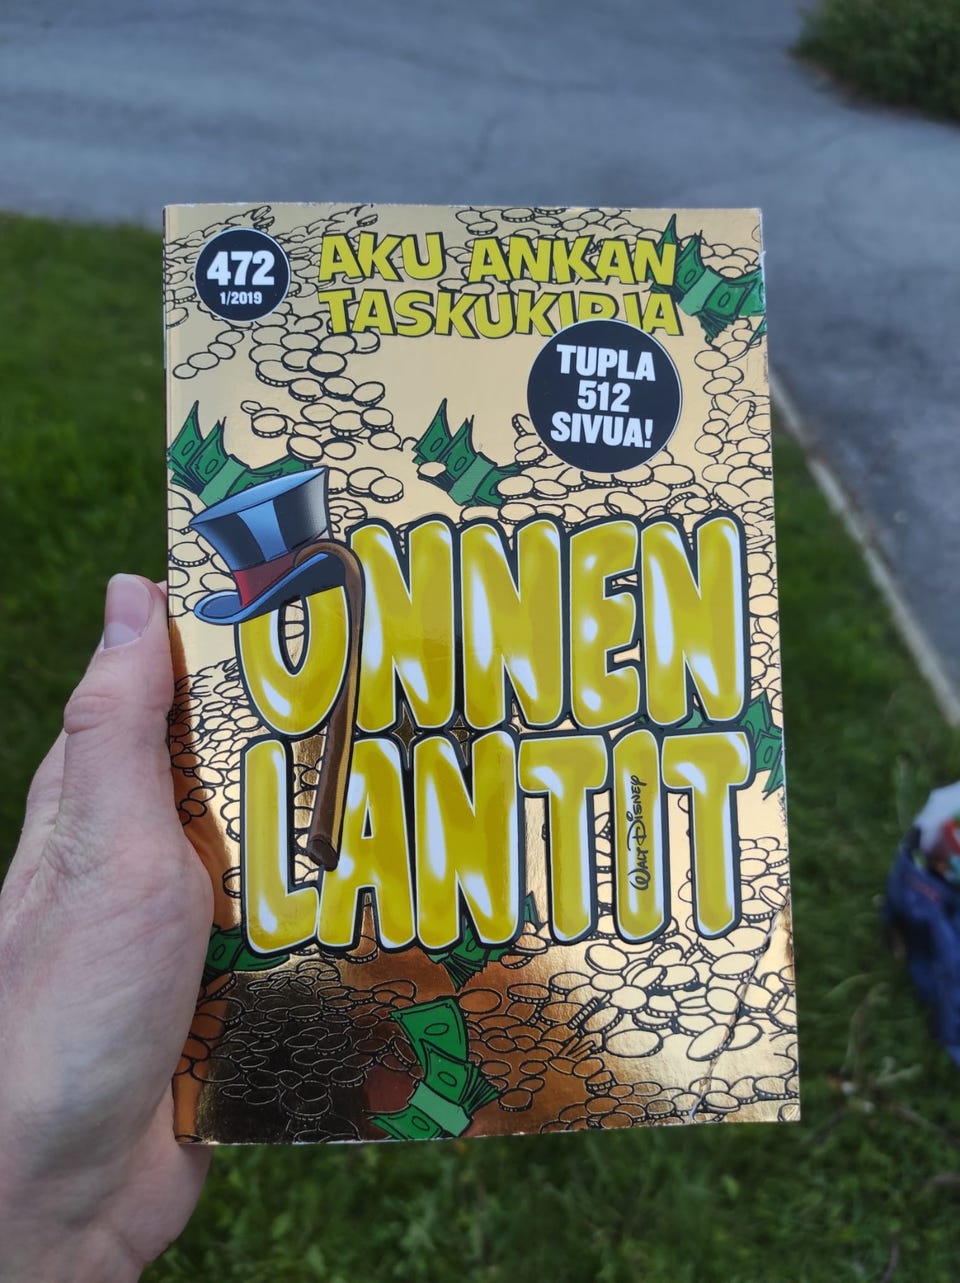 472
1/2019
AKU ANKAN
TASKUKIRJA
TUPLA
512
SIVUA!
ONNEN
LANTIT
WALT DISNEY